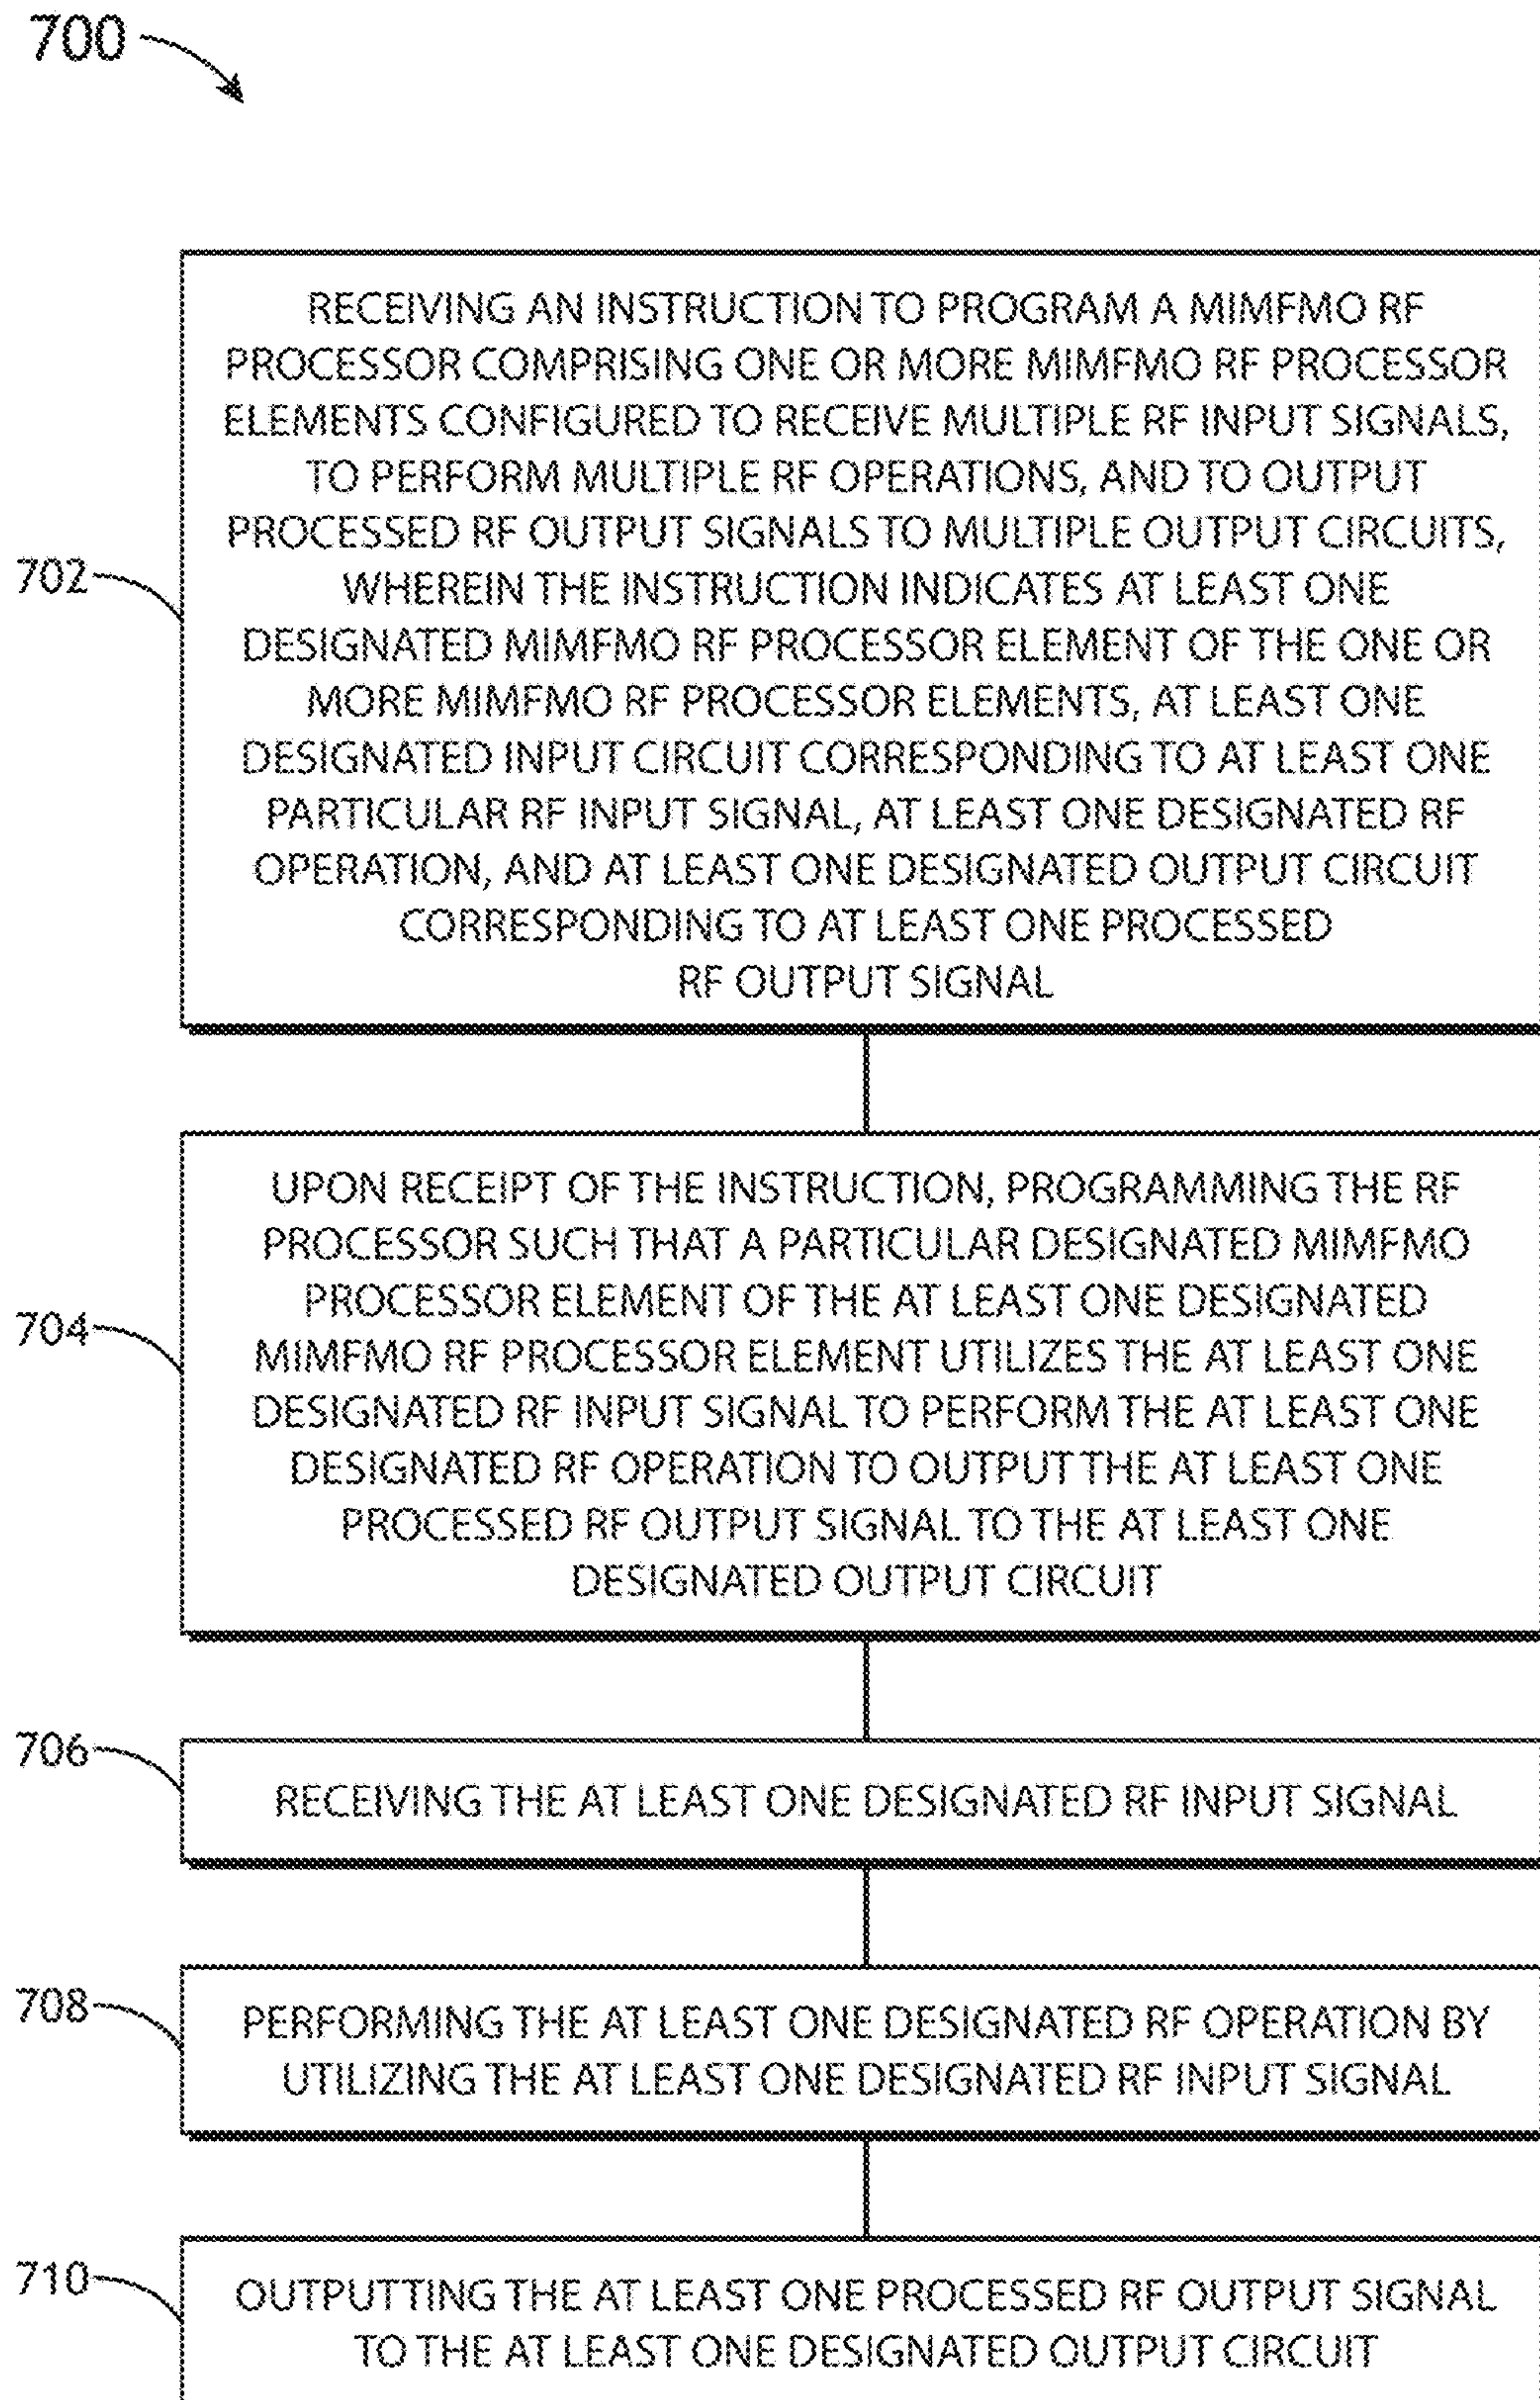 700
RECEIVING AN INSTRUCTION TO PROGRAM A MIMFMO RF
PROCESSOR COMPRISING ONE OR MORE MIMFMO RF PROCESSOR
ELEMENTS CONFIGURED TO RECEIVE MULTIPLE RF INPUT SIGNALS,
TO PERFORM MULTIPLE RF OPERATIONS, AND TO OUTPUT
PROCESSED RF OUTPUT SIGNALS TO MULTIPLE OUTPUT CIRCUITS,
702
WHEREIN THE INSTRUCTION INDICATES AT LEAST ONE
DESIGNATED MIMFMO RF PROCESSOR ELEMENT OF THE ONE OR
MORE MIMFMO RF PROCESSOR ELEMENTS, AT LEAST ONE
DESIGNATED INPUT CIRCUIT CORRESPONDING TO AT LEAST ONE
PARTICULAR RF INPUT SIGNAL, AT LEAST ONE DESIGNATED RF
OPERATION, AND AT LEAST ONE DESIGNATED OUTPUT CIRCUIT
CORRESPONDING TO AT LEAST ONE PROCESSED
RF OUTPUT SIGNAL
UPON RECEIPT OF THE INSTRUCTION, PROGRAMMING THE RF
PROCESSOR SUCH THAT A PARTICULAR DESIGNATED MIMFMO
PROCESSOR ELEMENT OF THE AT LEAST ONE DESIGNATED
704
MIMFMO RF PROCESSOR ELEMENT UTILIZES THE AT LEAST ONE
DESIGNATED RF INPUT SIGNAL TO PERFORM THE AT LEAST ONE
DESIGNATED RF OPERATION TO OUTPUT THE AT LEAST ONE
PROCESSED RF OUTPUT SIGNAL TO THE AT LEAST ONE
DESIGNATED OUTPUT CIRCUIT
706
RECEIVING THE AT LEAST ONE DESIGNATED RF INPUT SIGNAL
708
PERFORMING THE AT LEAST ONE DESIGNATED RF OPERATION BY
UTILIZING THE AT LEAST ONE DESIGNATED RF INPUT SIGNAL
710
OUTPUTTING THE AT LEAST ONE PROCESSED RF OUTPUT SIGNAL
TO THE AT LEAST ONE DESIGNATED OUTPUT CIRCUIT